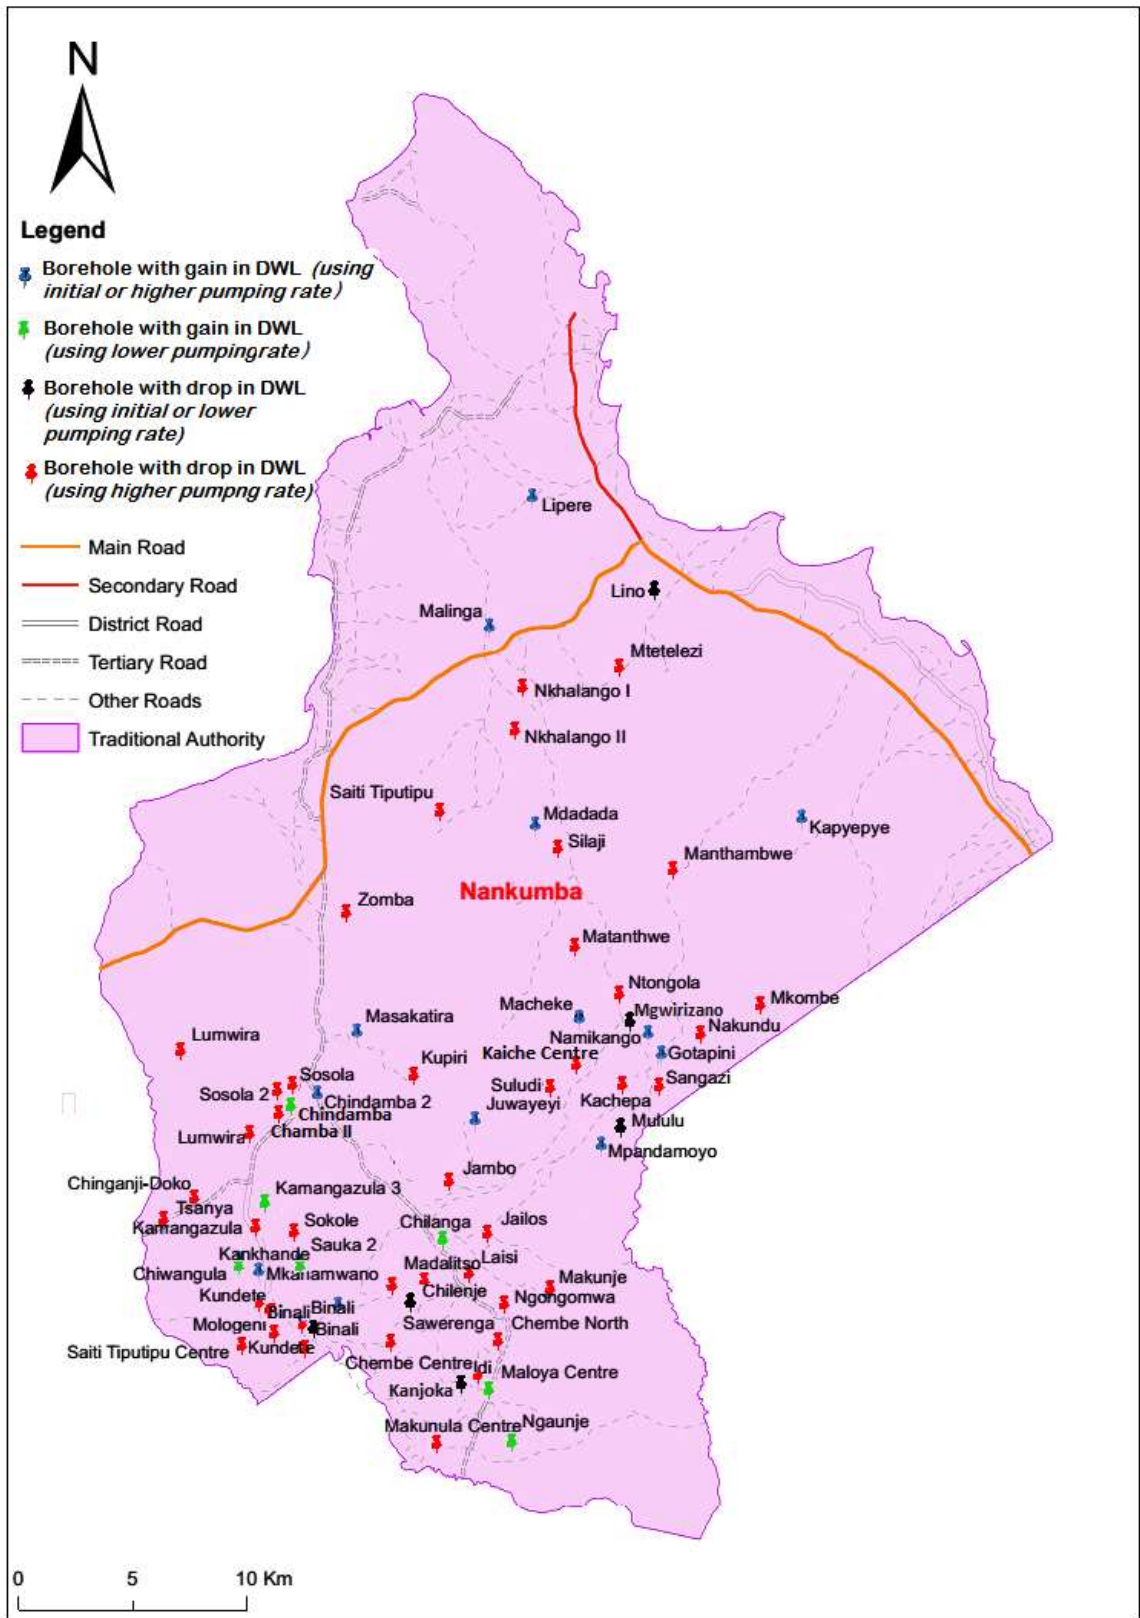 N
Legend
Borehole with gain in DWL (using
initial or higher pumping rate)
Borehole with gain in DWL
(using lower pumpingrate)
Borehole with drop in DWL
(using initial or lower
pumping rate)
Borehole with drop in DWL
(using higher pumpng rate)
Main Road
Secondary Road
District Road
Tertiary Road
Other Roads
Traditional Authority
Lipere
Lino
Malinga
Mtetelezi
Nkhalango I
Nkhalango II
Saiti Tiputipu
Mdadada
Kapyepye
Silaji
Manthambwe
Nankumba
Zomba
Matanthwe
Ntongola
Mkombe
Macheke
Mgwirizano
Masakatira
Nakundu
Namikango
Lumwira
Kaiche Centre
Gotapini
Kupiri
Sosola
Suludi
Sangazi
Sosola 2
Chindamba 2
Juwayeyi
Kachepa
Chindamba
Mululu
Lumwira
Chamba II
Mpandamoyo
Jambo
Chinganji-Doko
Kamangazula 3
Tsanya
Kamangazula
Sokole
Chilanga
Jailos
Sauka 2
Kankhande
Laisi
Chiwangula
Mkanamwano
Madalitso
Makunje
Kundete
Chilenje
Ngongomwa
Binali
Binali
Mologeni
Binali
Sawerenga
Chembe North
Saiti Tiputipu Centre
Kundete
Chembe Centre
Idi
Maloya Centre
Kanjoka
Makunula Centre
Ngaunje
0
5
10 Km